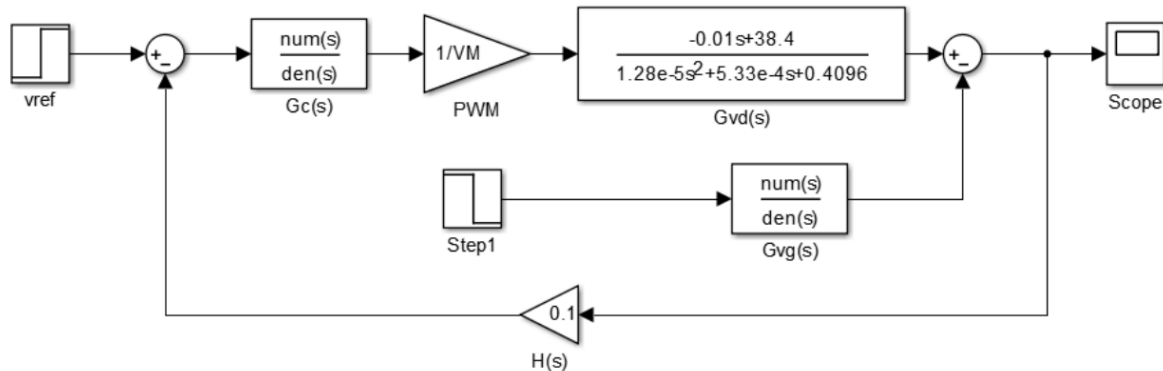 vref
+
−
num(s)
den(s)
Gc(s)
1/VM
PWM
-0.01s+38.4
1.28e-5s²+5.33e-4s+0.4096
Gvd(s)
+
−
Scope
Step1
num(s)
den(s)
Gvg(s)
0.1
H(s)